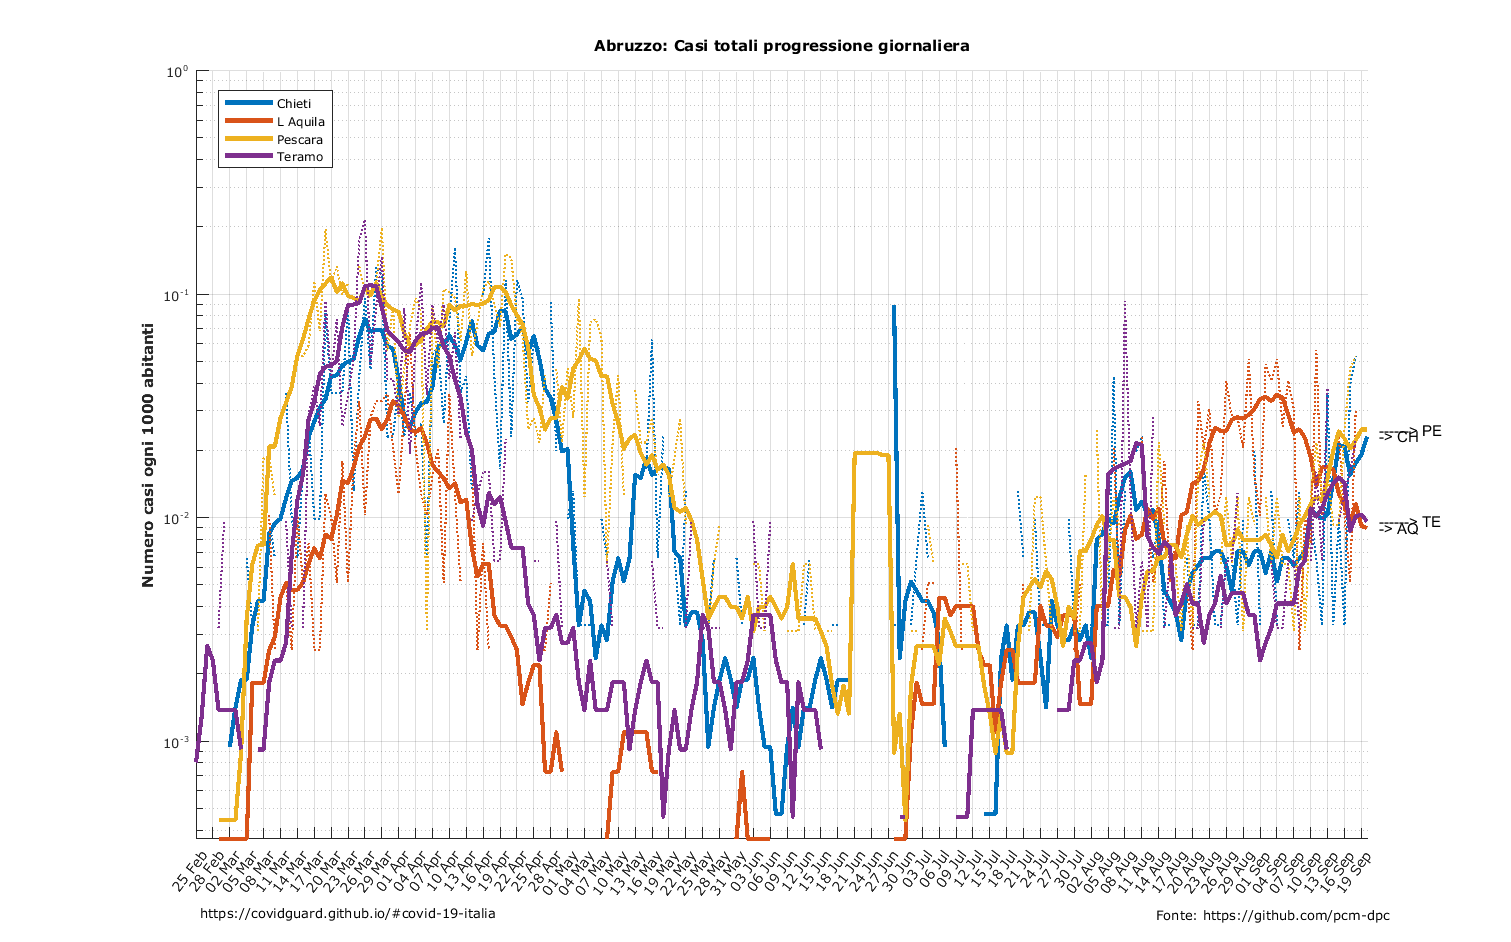 Abruzzo: Casi totali progressione giornaliera
Numero casi ogni 1000 abitanti
10⁰
10⁻¹
10⁻²
10⁻³
Chieti
L Aquila
Pescara
Teramo
-----> PE
-> CH
-----> TE
-> AQ
25 Feb
28 Feb
02 Mar
05 Mar
08 Mar
11 Mar
14 Mar
17 Mar
20 Mar
23 Mar
26 Mar
29 Mar
01 Apr
04 Apr
07 Apr
10 Apr
13 Apr
16 Apr
19 Apr
22 Apr
25 Apr
28 Apr
01 May
04 May
07 May
10 May
13 May
16 May
19 May
22 May
25 May
28 May
31 May
03 Jun
06 Jun
09 Jun
12 Jun
15 Jun
18 Jun
21 Jun
24 Jun
27 Jun
30 Jun
03 Jul
06 Jul
09 Jul
12 Jul
15 Jul
18 Jul
21 Jul
24 Jul
27 Jul
30 Jul
02 Aug
05 Aug
08 Aug
11 Aug
14 Aug
17 Aug
20 Aug
23 Aug
26 Aug
29 Aug
01 Sep
04 Sep
07 Sep
10 Sep
13 Sep
16 Sep
19 Sep
https://covidguard.github.io/#covid-19-italia
Fonte: https://github.com/pcm-dpc